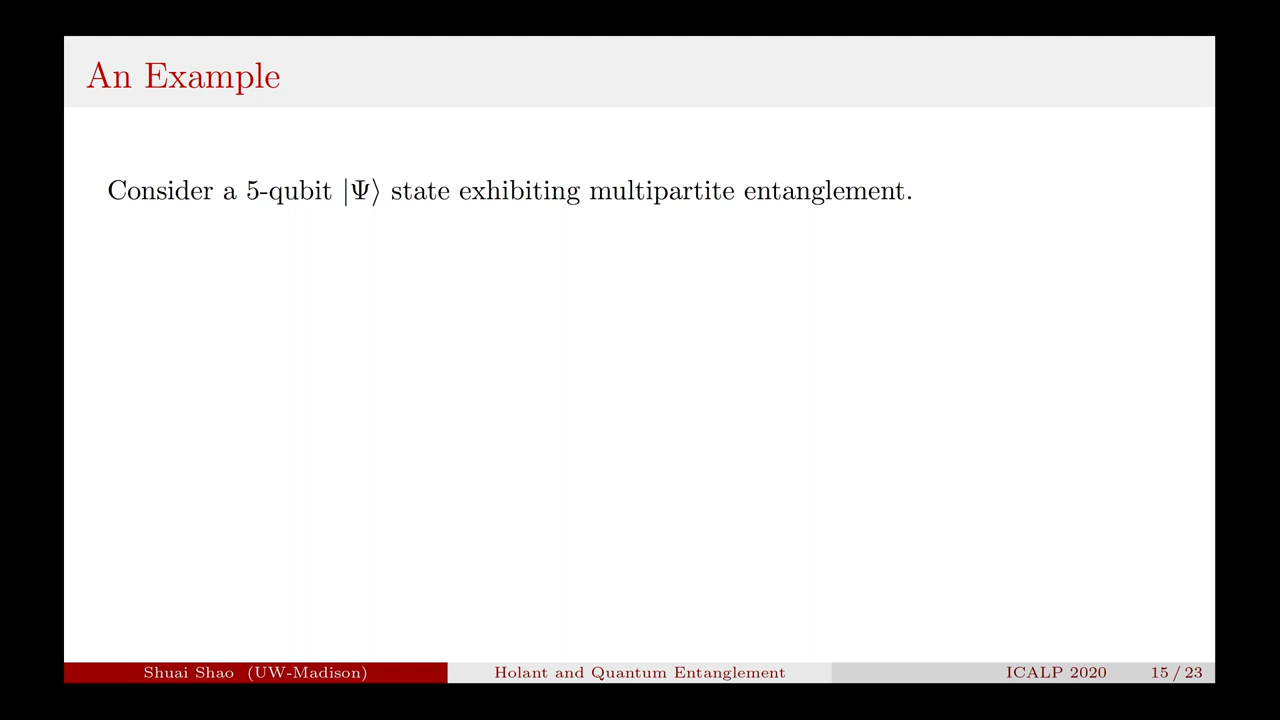 An Example
Consider a 5-qubit |Ψ⟩ state exhibiting multipartite entanglement.
Shuai Shao (UW-Madison) Holant and Quantum Entanglement ICALP 2020 15 / 23